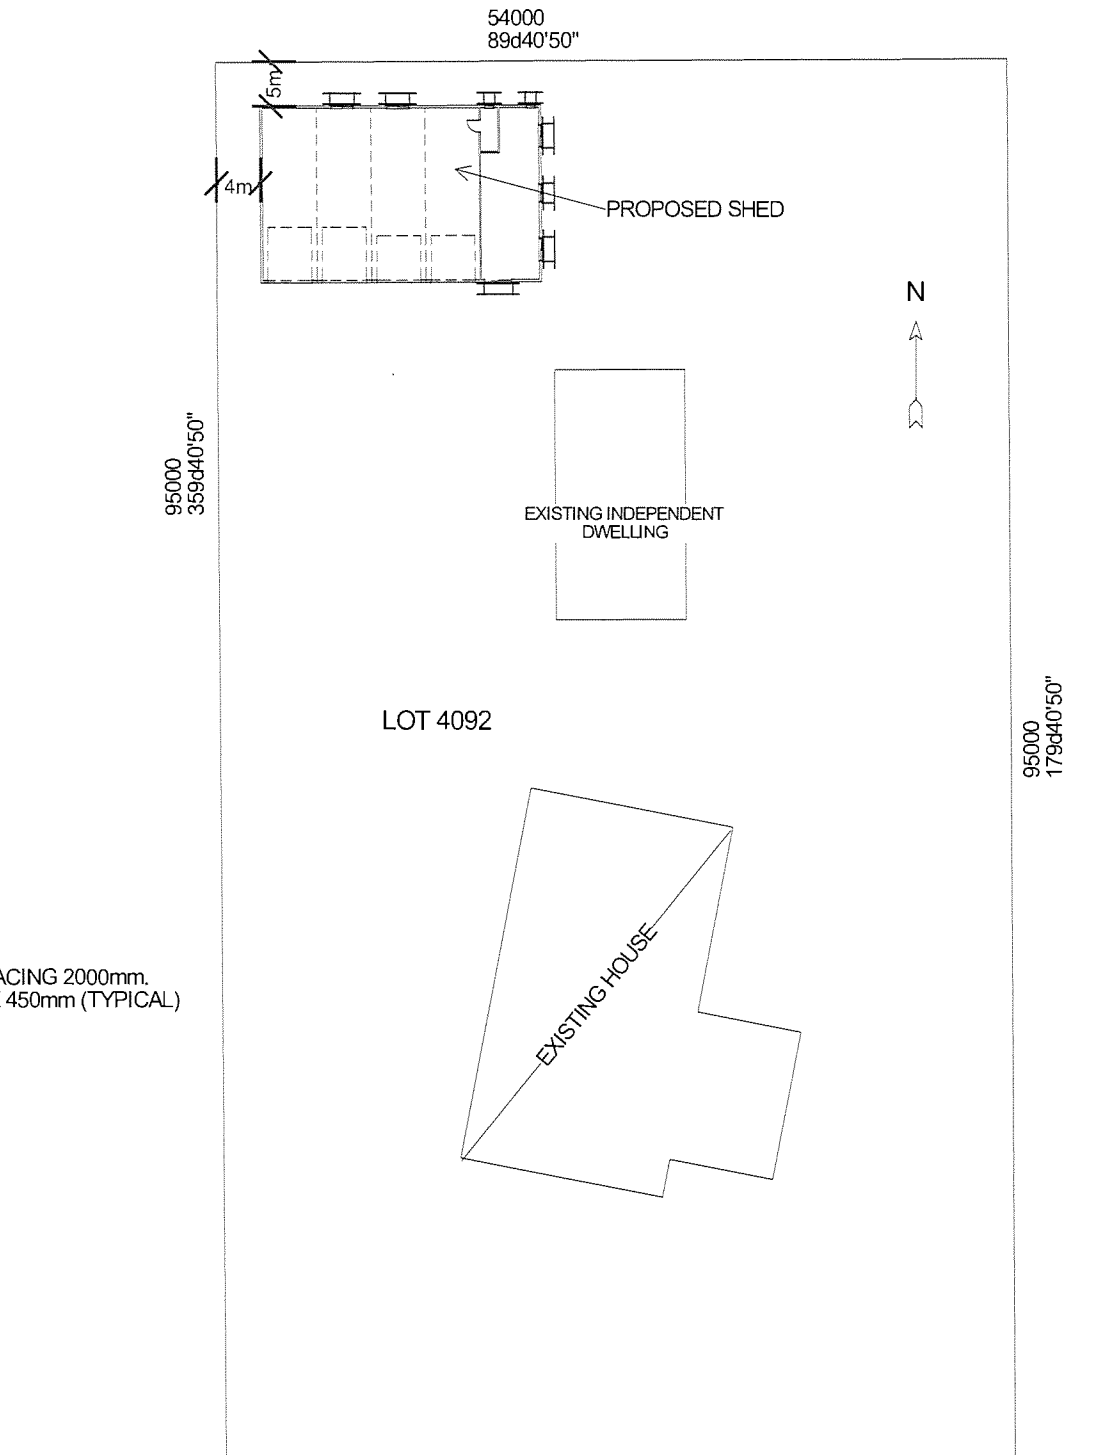 54000
89d40'50"
5m
4m
PROPOSED SHED
N
95000
359d40'50"
EXISTING INDEPENDENT
DWELLING
LOT 4092
95000
179d40'50"
EXISTING HOUSE
2000mm.
450mm (TYPICAL)